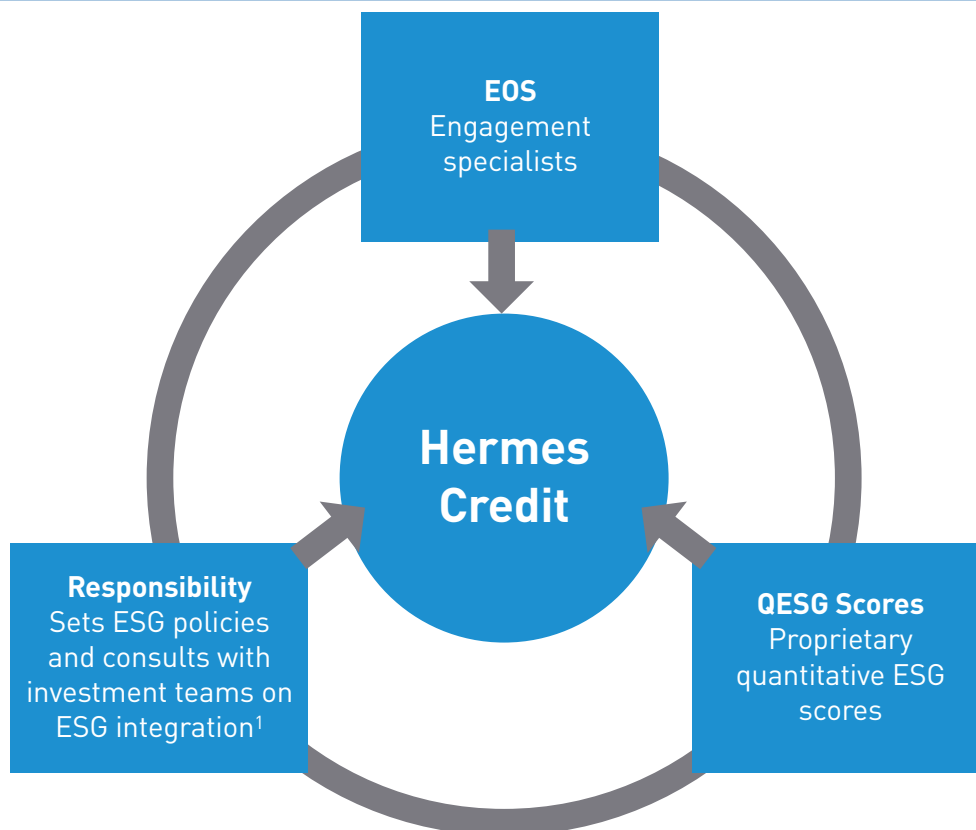 EOS
Engagement
specialists
Hermes
Credit
Responsibility
Sets ESG policies
and consults with
investment teams on
ESG integration¹
QESG Scores
Proprietary
quantitative ESG
scores